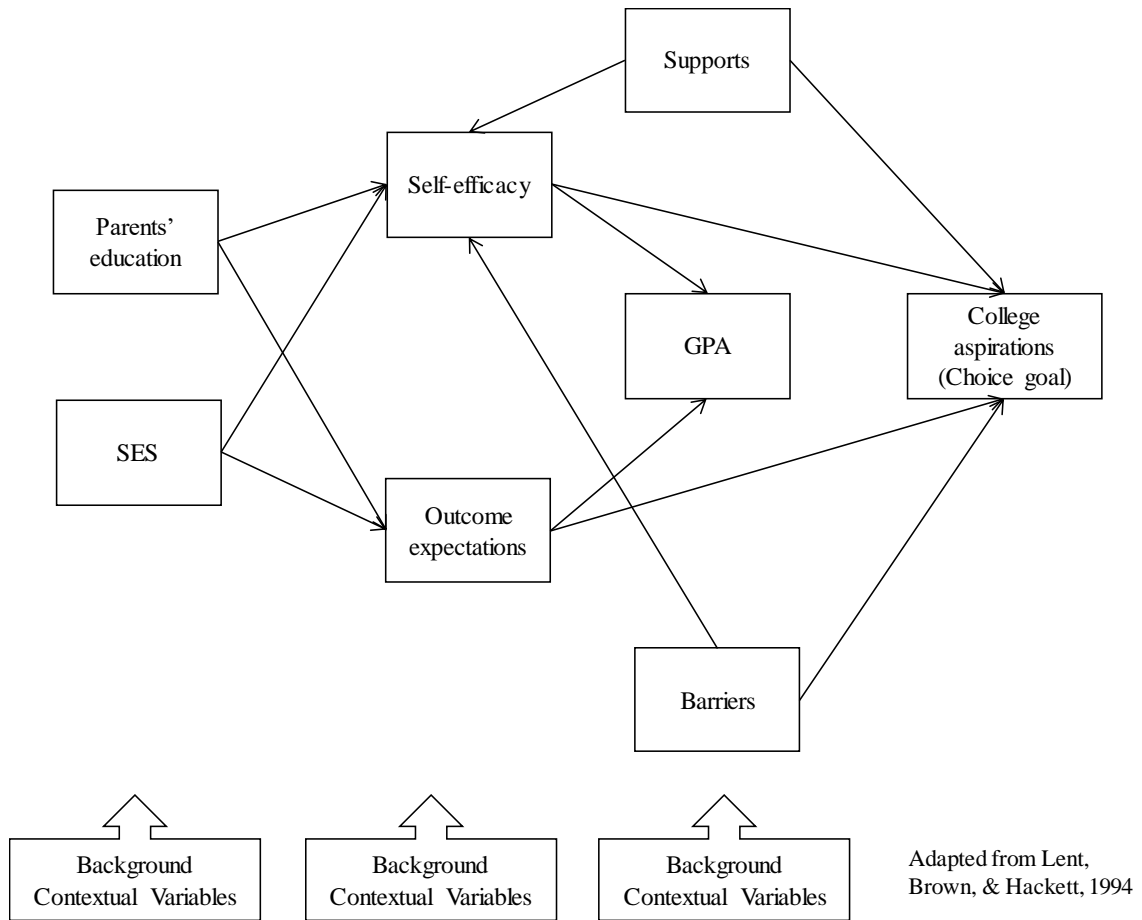 Supports
Self-efficacy
Parents’
education
GPA
College
aspirations
(Choice goal)
SES
Outcome
expectations
Barriers
Background
Contextual Variables
Background
Contextual Variables
Background
Contextual Variables
Adapted from Lent,
Brown, & Hackett, 1994